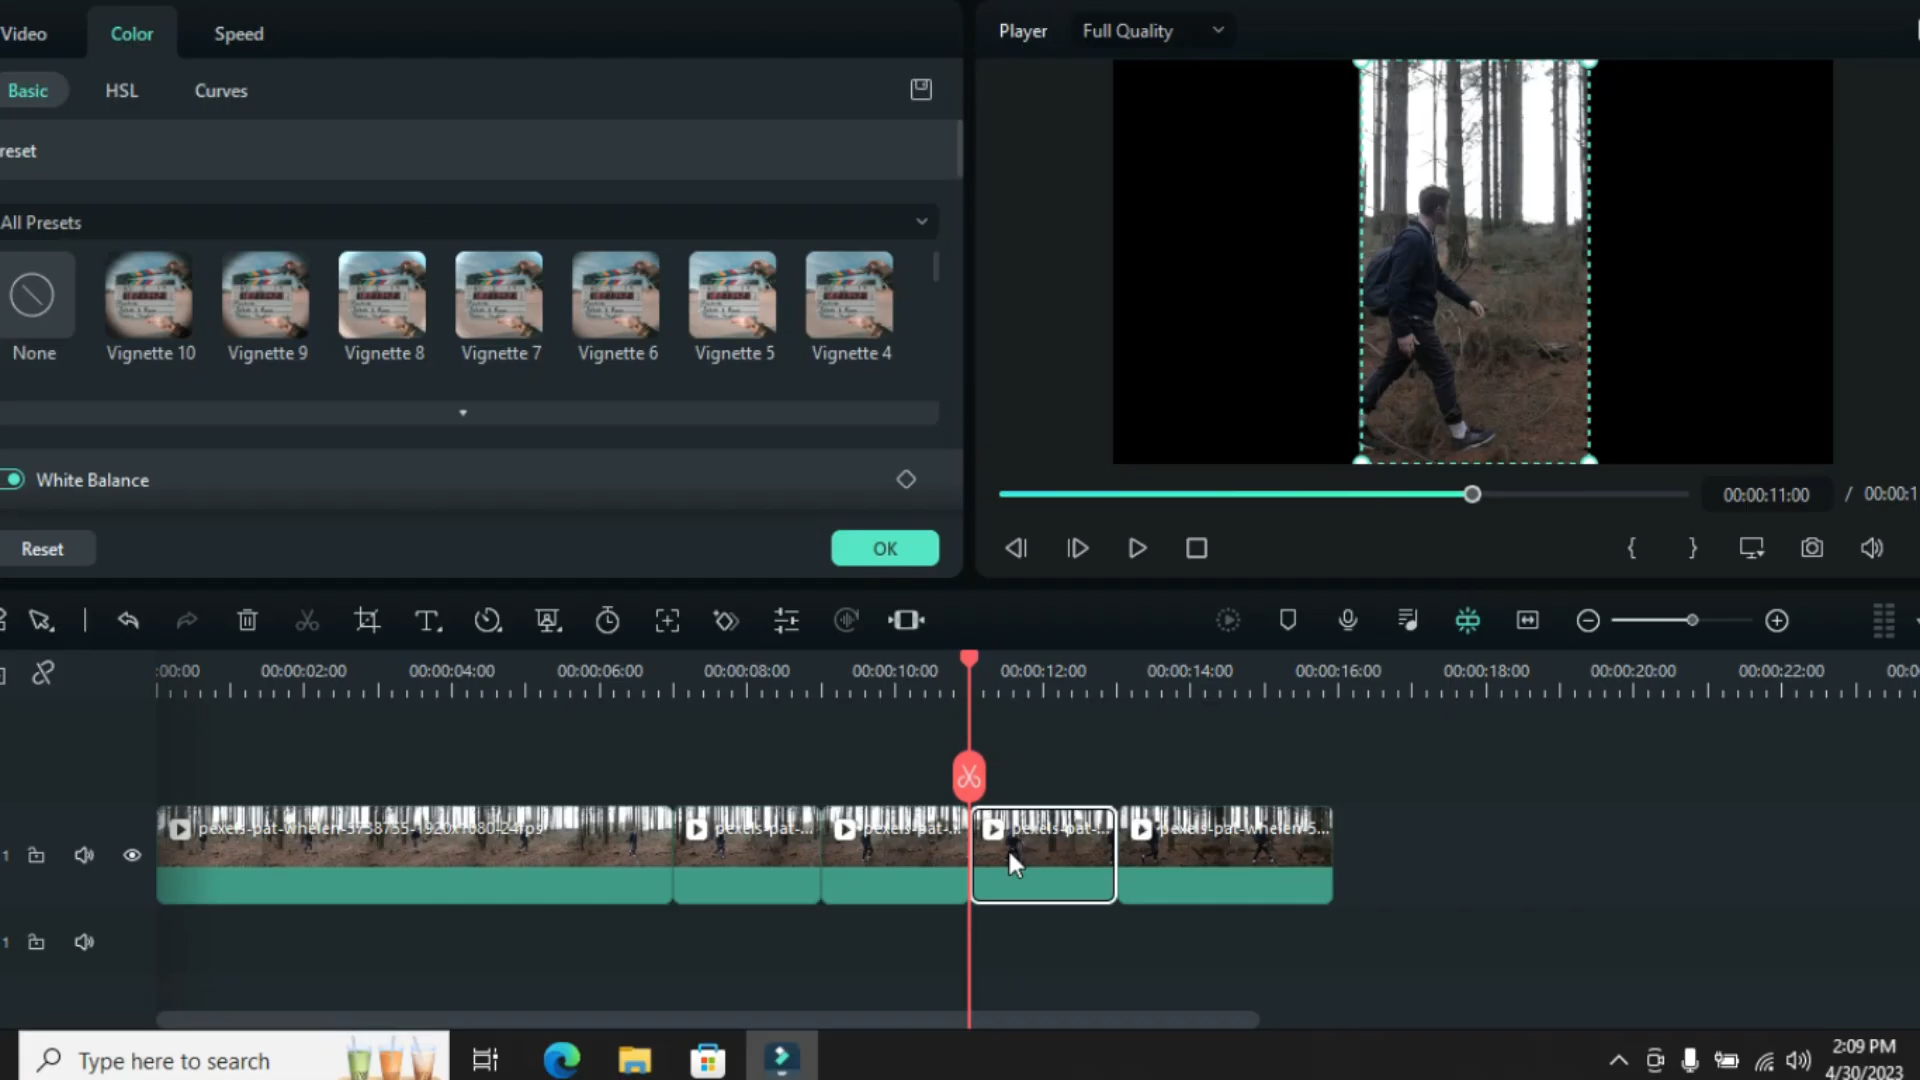 Video Color Speed
Player Full Quality
Basic HSL Curves
reset
All Presets
None Vignette 10 Vignette 9 Vignette 8 Vignette 7 Vignette 6 Vignette 5 Vignette 4
White Balance
00:00:11:00 / 00:00:1
Reset OK
:00:00 00:00:02:00 00:00:04:00 00:00:06:00 00:00:08:00 00:00:10:00 00:00:12:00 00:00:14:00 00:00:16:00 00:00:18:00 00:00:20:00 00:00:22:00 00:0
pexels-pat-whelen-5738755-1920x1080-24fps pexels-pat-... pexels-pat-... pexels-pat-... pexels-pat-whelen-5...
1
1
Type here to search
2:09 PM
4/30/2023